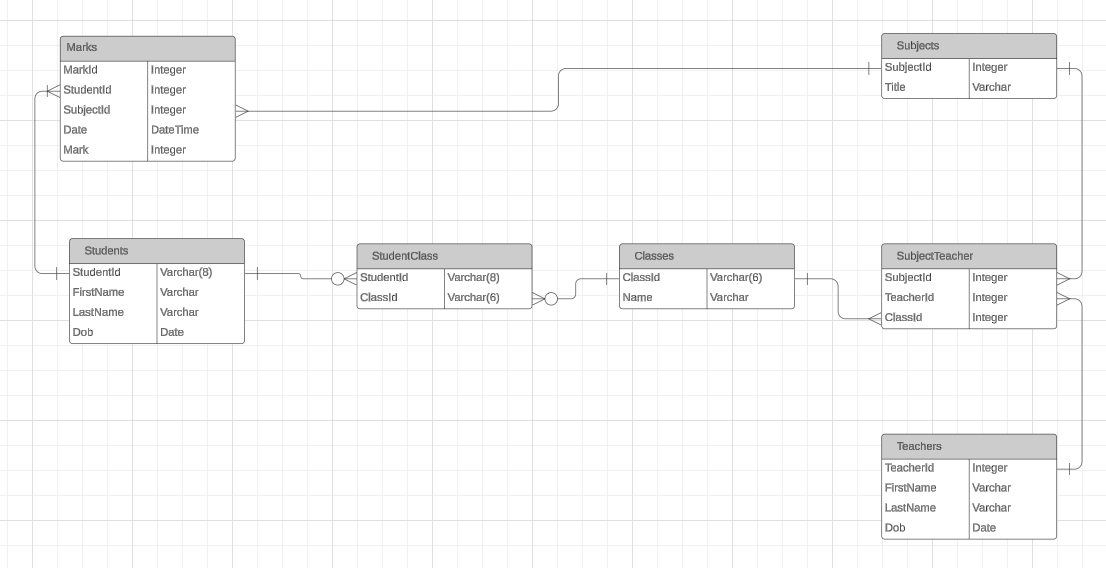 Marks
MarkId Integer
StudentId Integer
SubjectId Integer
Date DateTime
Mark Integer
Subjects
SubjectId Integer
Title Varchar
Students
StudentId Varchar(8)
FirstName Varchar
LastName Varchar
Dob Date
StudentClass
StudentId Varchar(8)
ClassId Varchar(6)
Classes
ClassId Varchar(6)
Name Varchar
SubjectTeacher
SubjectId Integer
TeacherId Integer
ClassId Integer
Teachers
TeacherId Integer
FirstName Varchar
LastName Varchar
Dob Date